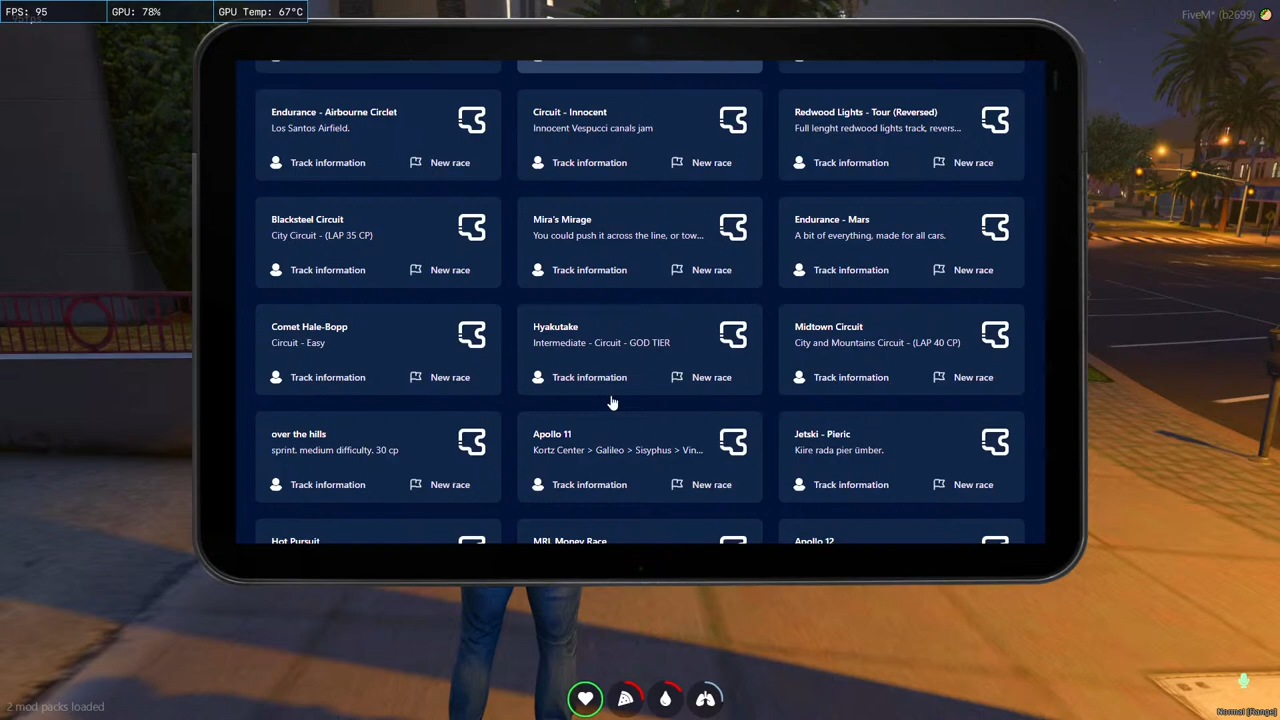 FPS: 95
GPU: 78%
GPU Temp: 67°C
FiveM* (b2699)
Endurance - Airbourne Circlet
Los Santos Airfield.
Track information
New race
Circuit - Innocent
Innocent Vespucci canals jam
Track information
New race
Redwood Lights - Tour (Reversed)
Full lenght redwood lights track, revers...
Track information
New race
Blacksteel Circuit
City Circuit - (LAP 35 CP)
Track information
New race
Mira's Mirage
You could push it across the line, or tow...
Track information
New race
Endurance - Mars
A bit of everything, made for all cars.
Track information
New race
Comet Hale-Bopp
Circuit - Easy
Track information
New race
Hyakutake
Intermediate - Circuit - GOD TIER
Track information
New race
Midtown Circuit
City and Mountains Circuit - (LAP 40 CP)
Track information
New race
over the hills
sprint. medium difficulty. 30 cp
Track information
New race
Apollo 11
Kortz Center > Galileo > Sisyphus > Vin...
Track information
New race
Jetski - Pieric
Kiire rada pier ümber.
Track information
New race
Hot Pursuit
MRL Money Race
Apollo 12
2 mod packs loaded
Normal [Range]